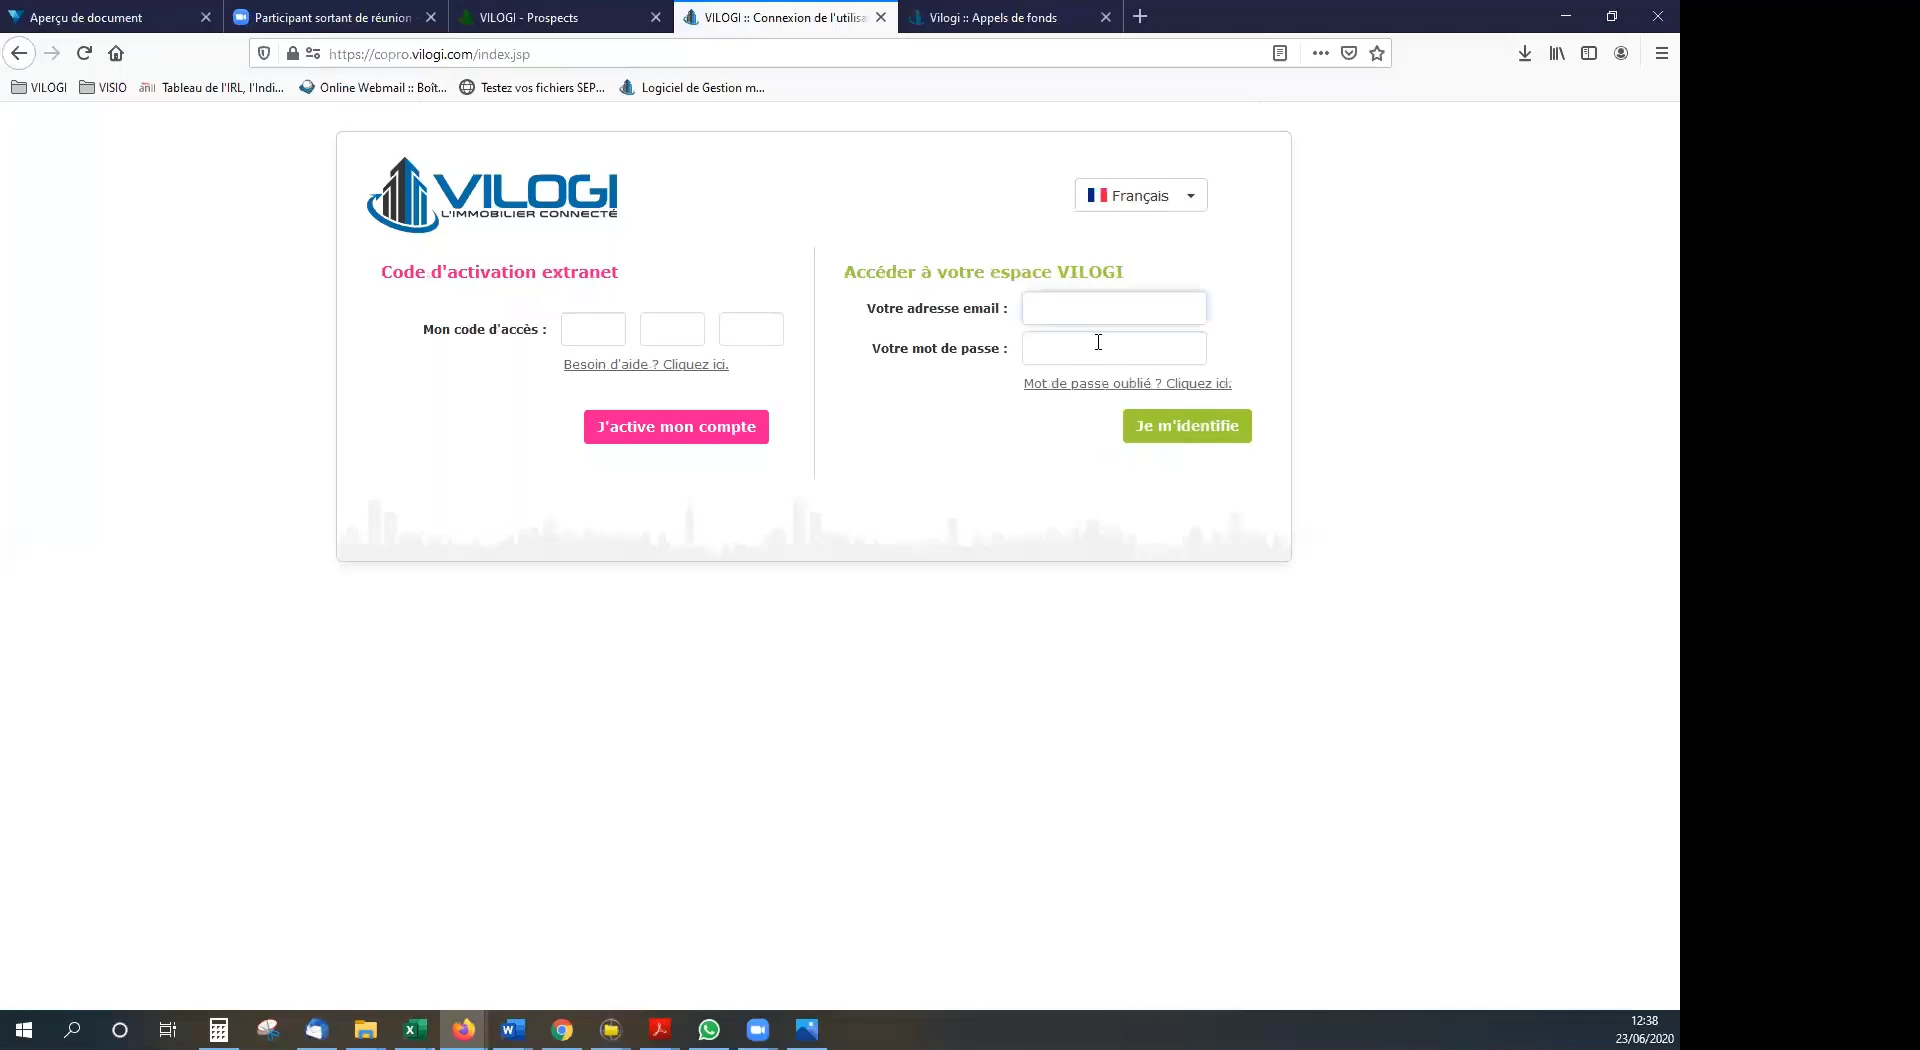 Aperçu de document
Participant sortant de réunion
VILOGI - Prospects
VILOGI :: Connexion de l'utilisa
Vilogi :: Appels de fonds
https://copro.vilogi.com/index.jsp
VILOGI
VISIO
Tableau de l'IRL, l'Indi...
Online Webmail :: Boît...
Testez vos fichiers SEP...
Logiciel de Gestion m...
VILOGI
L'IMMOBILIER CONNECTÉ
Français
Code d'activation extranet
Mon code d'accès :
Besoin d'aide ? Cliquez ici.
J'active mon compte
Accéder à votre espace VILOGI
Votre adresse email :
Votre mot de passe :
Mot de passe oublié ? Cliquez ici.
Je m'identifie
12:38
23/06/2020